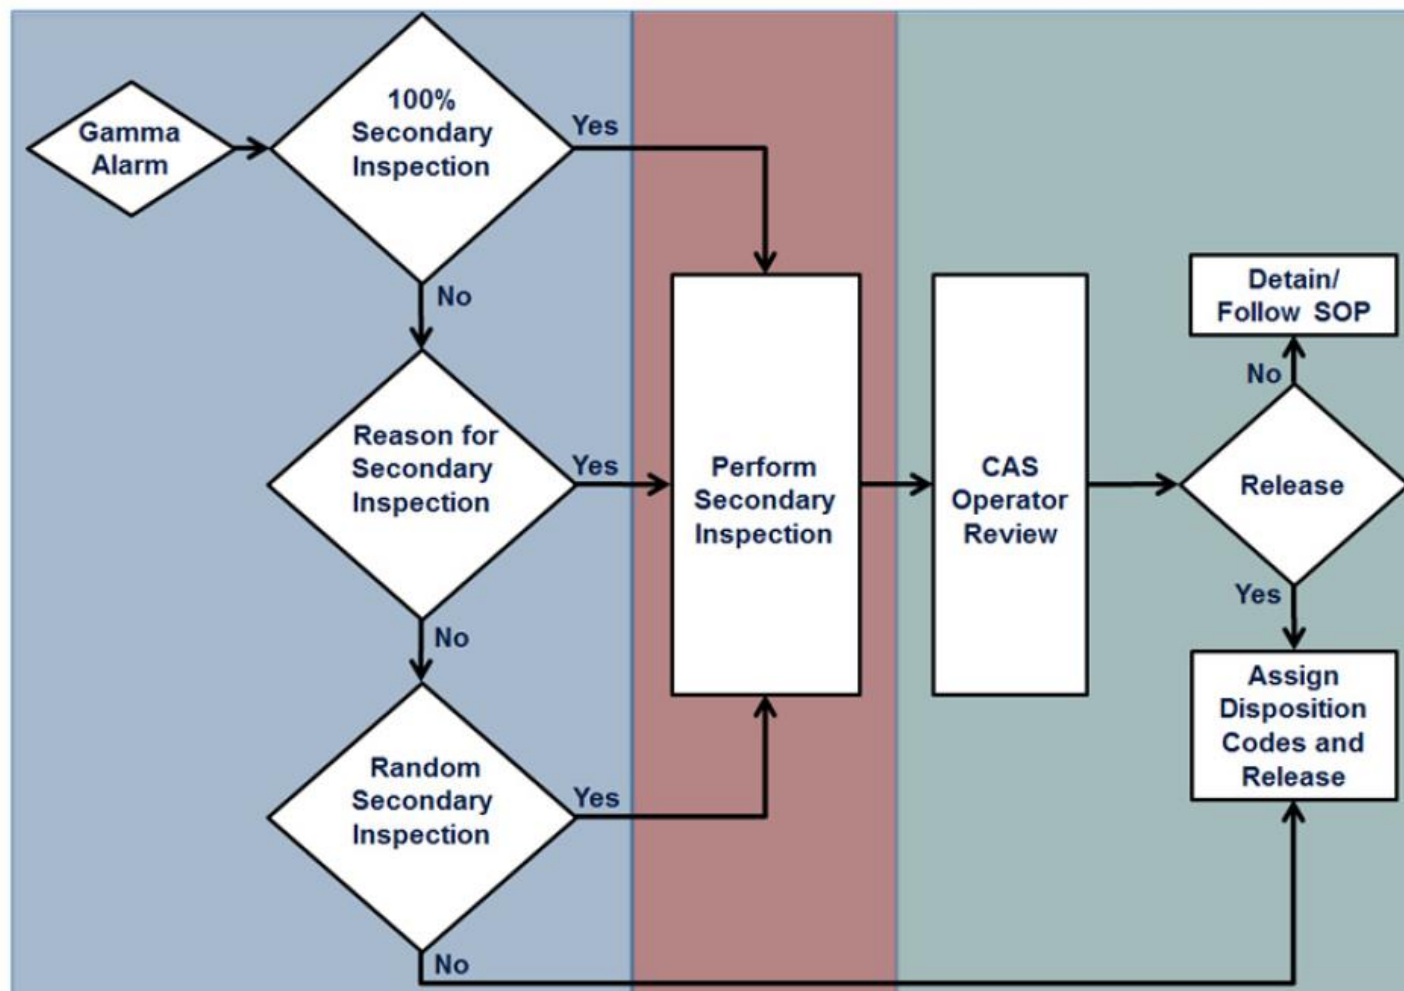 Gamma
Alarm
100%
Secondary
Inspection
Yes
No
Reason for
Secondary
Inspection
Yes
No
Random
Secondary
Inspection
Yes
No
Perform
Secondary
Inspection
CAS
Operator
Review
Release
No
Detain/
Follow SOP
Yes
Assign
Disposition
Codes and
Release